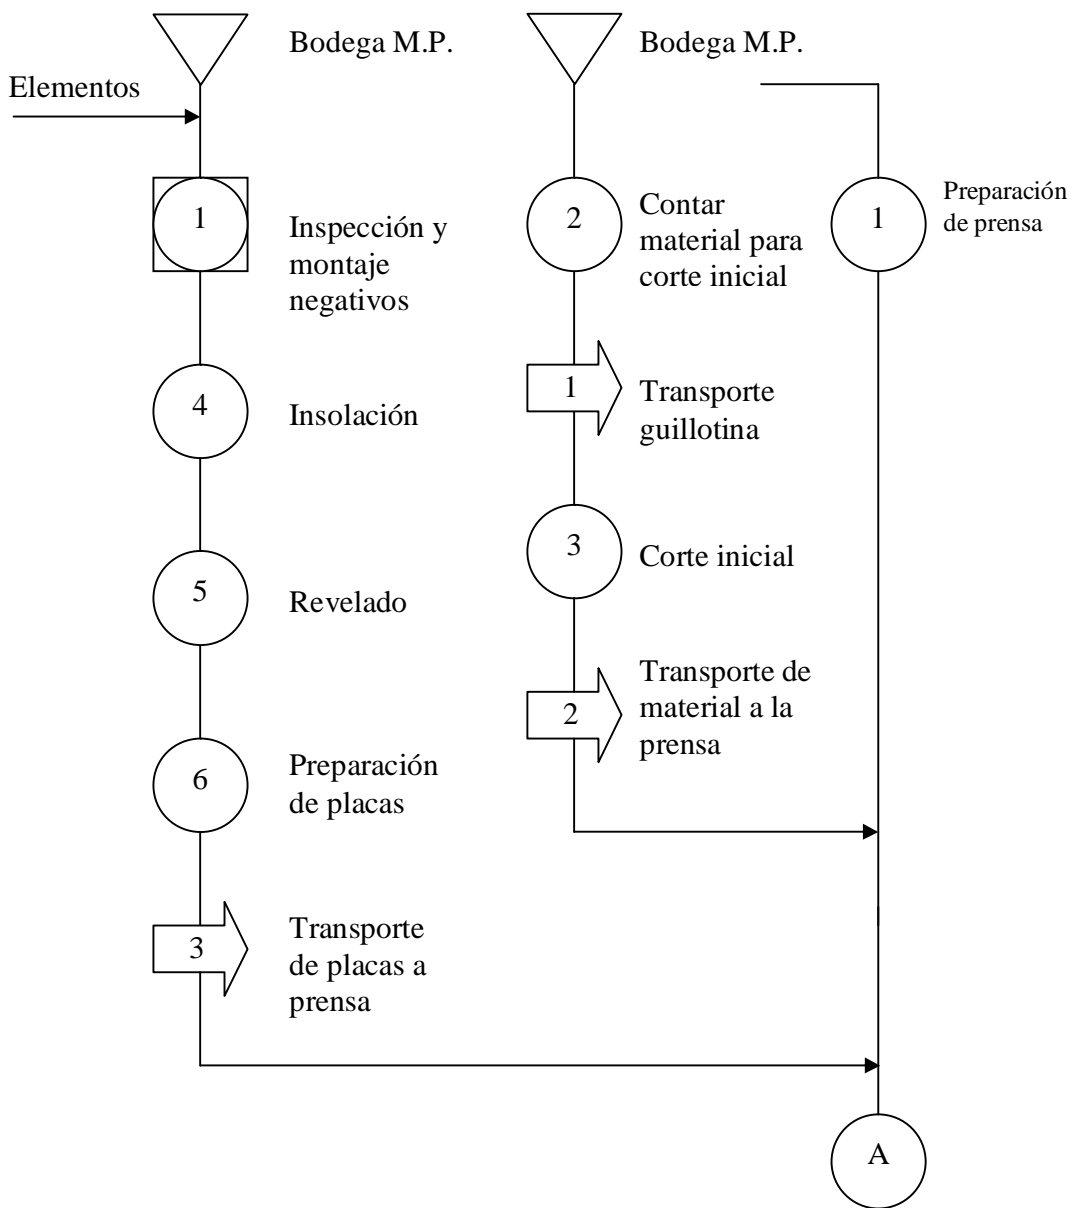 Bodega M.P.
Bodega M.P.
Elementos
1
Inspección y
montaje
negativos
2
Contar
material para
corte inicial
1
Preparación
de prensa
1
Transporte
guillotina
4
Insolación
3
Corte inicial
5
Revelado
2
Transporte de
material a la
prensa
6
Preparación
de placas
3
Transporte
de placas a
prensa
A